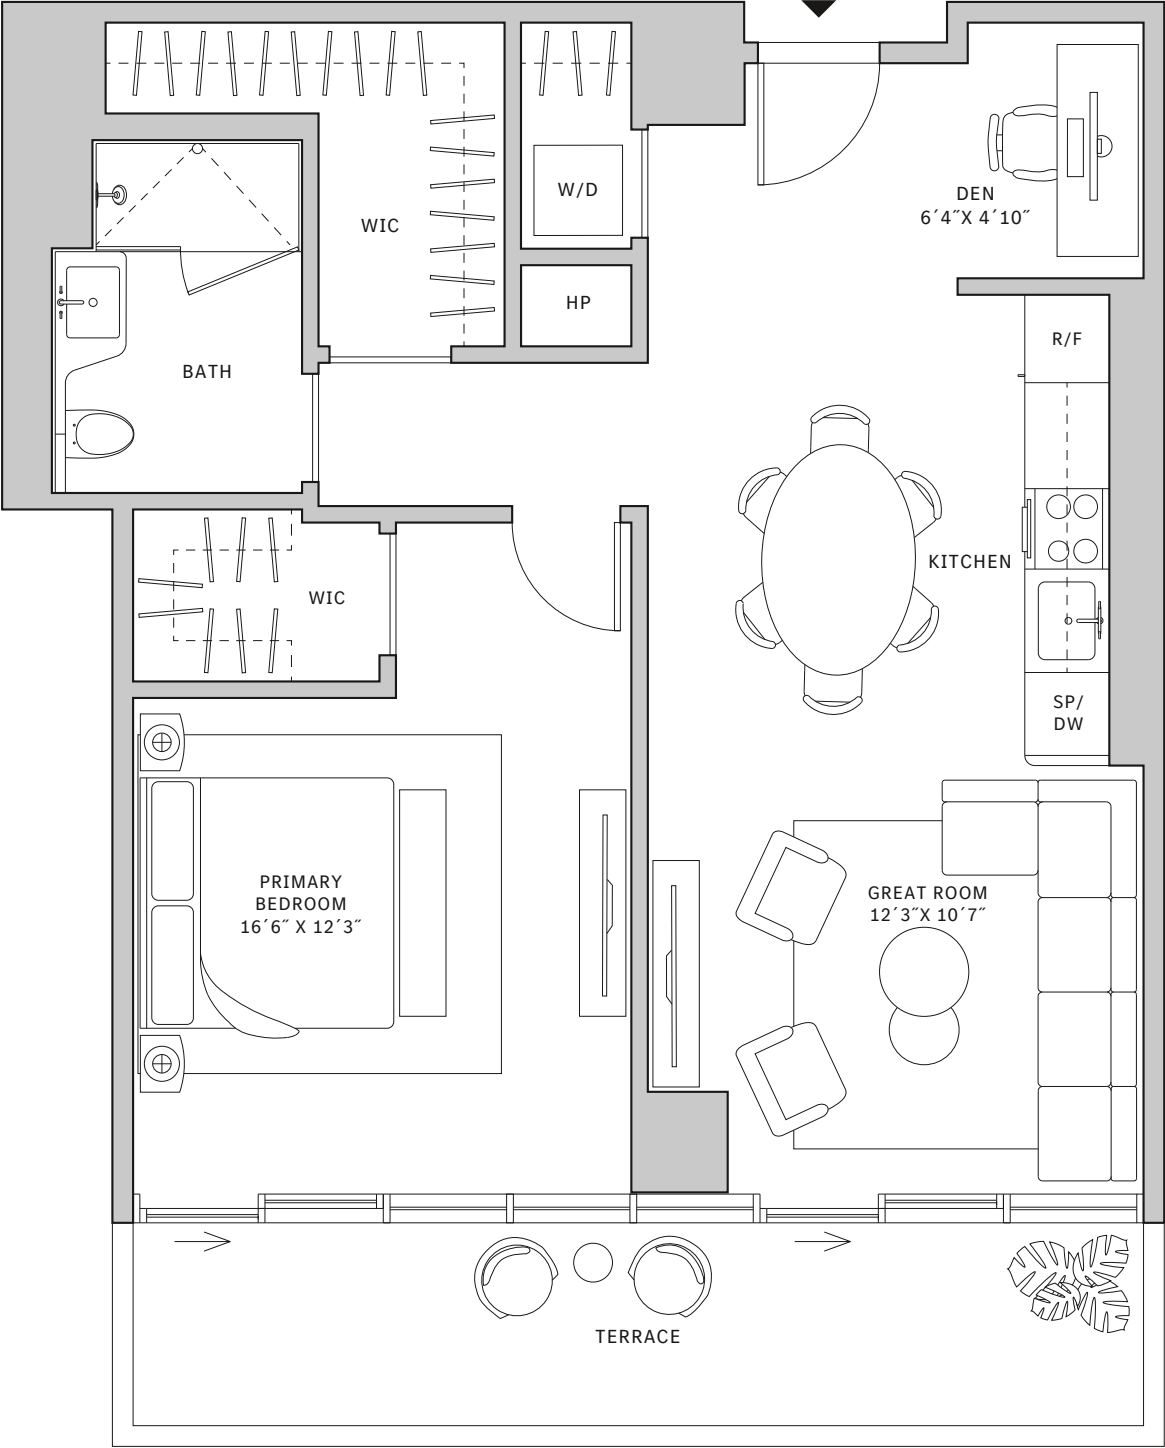 W/D
DEN
6´4˝X 4´10˝
WIC
HP
R/F
BATH
KITCHEN
WIC
SP/
DW
PRIMARY
BEDROOM
16´6˝ X 12´3˝
GREAT ROOM
12´3˝X 10´7˝
TERRACE